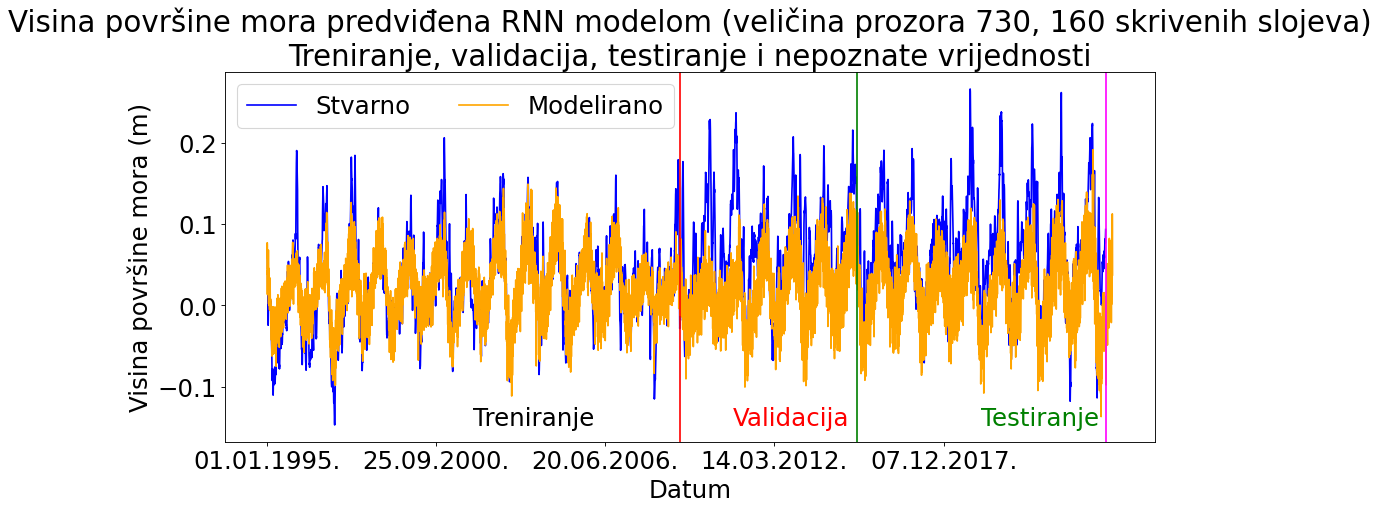 Visina površine mora predviđena RNN modelom (veličina prozora 730, 160 skrivenih slojeva)
Treniranje, validacija, testiranje i nepoznate vrijednosti
Stvarno Modelirano
Visina površine mora (m)
0.2
0.1
0.0
−0.1
Treniranje Validacija Testiranje
01.01.1995. 25.09.2000. 20.06.2006. 14.03.2012. 07.12.2017.
Datum